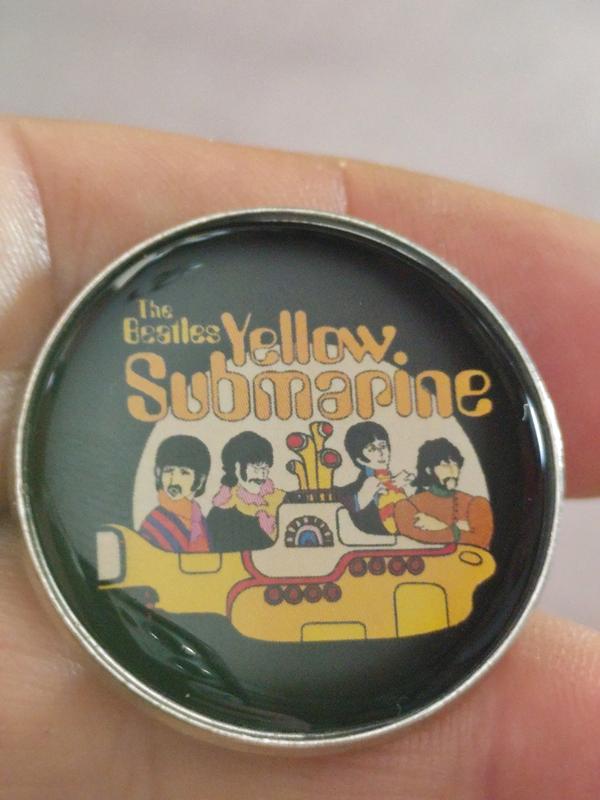 The
Beatles
Yellow.
Submarine